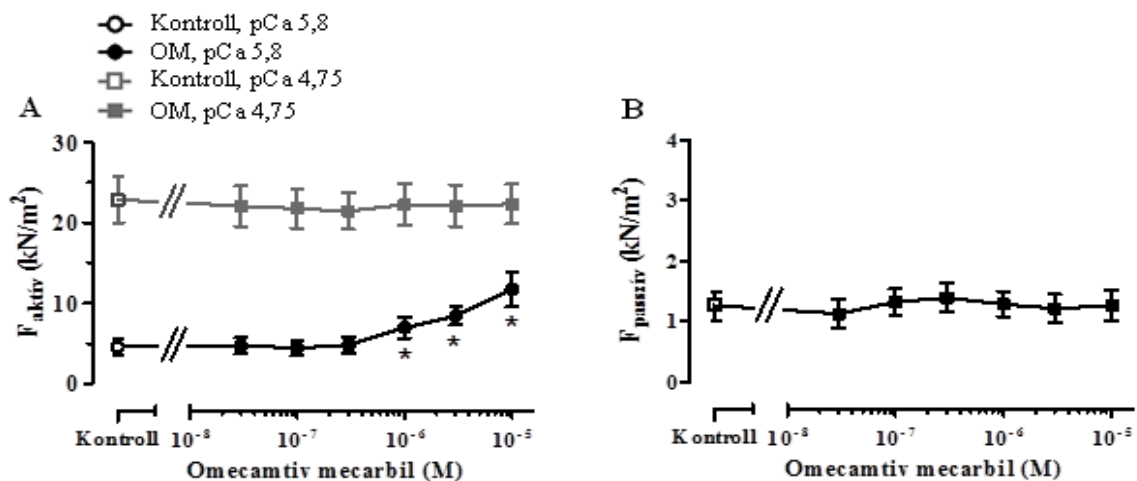 Kontroll, pCa 5,8
OM, pCa 5,8
Kontroll, pCa 4,75
OM, pCa 4,75
A
30
20
10
0
F aktív (kN/m²)
*
*
*
Kontroll 10⁻⁸ 10⁻⁷ 10⁻⁶ 10⁻⁵
Omecamtiv mecarbil (M)
B
4
3
2
1
0
F passzív (kN/m²)
Kontroll 10⁻⁸ 10⁻⁷ 10⁻⁶ 10⁻⁵
Omecamtiv mecarbil (M)